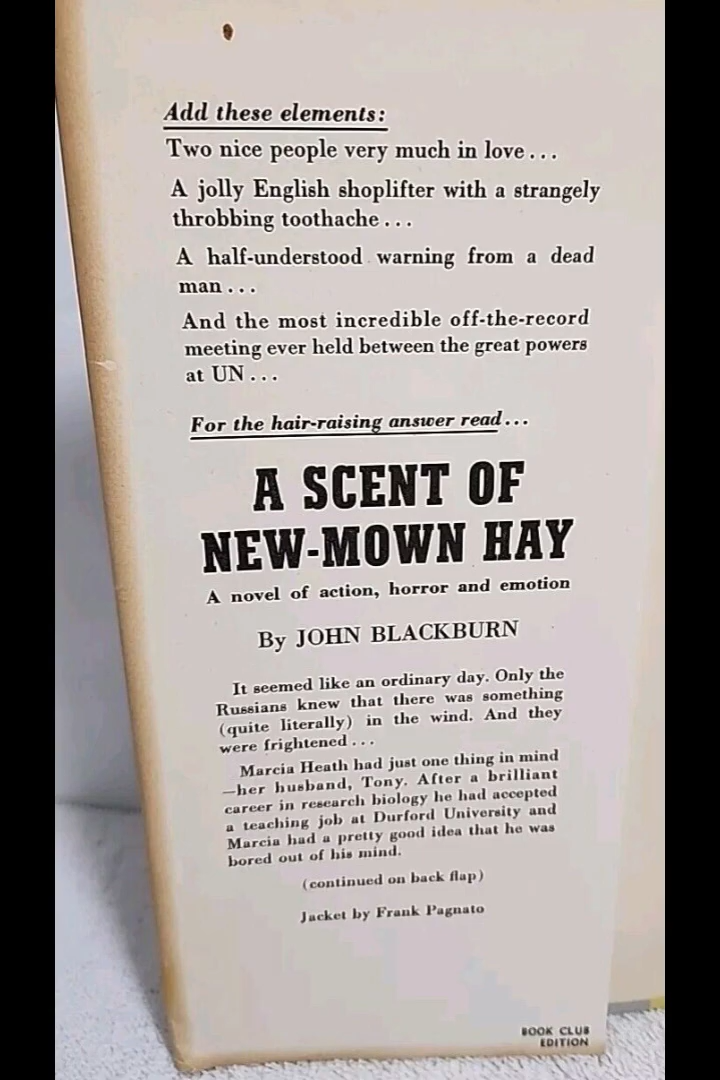 Add these elements:
Two nice people very much in love . . .
A jolly English shoplifter with a strangely
throbbing toothache . . .
A half-understood warning from a dead
man . . .
And the most incredible off-the-record
meeting ever held between the great powers
at UN . . .
For the hair-raising answer read . . .
A SCENT OF
NEW-MOWN HAY
A novel of action, horror and emotion
By JOHN BLACKBURN
It seemed like an ordinary day. Only the
Russians knew that there was something
(quite literally) in the wind. And they
were frightened . . .
Marcia Heath had just one thing in mind
—her husband, Tony. After a brilliant
career in research biology he had accepted
a teaching job at Durford University and
Marcia had a pretty good idea that he was
bored out of his mind.
(continued on back flap)
Jacket by Frank Pagnato
BOOK CLUB
EDITION